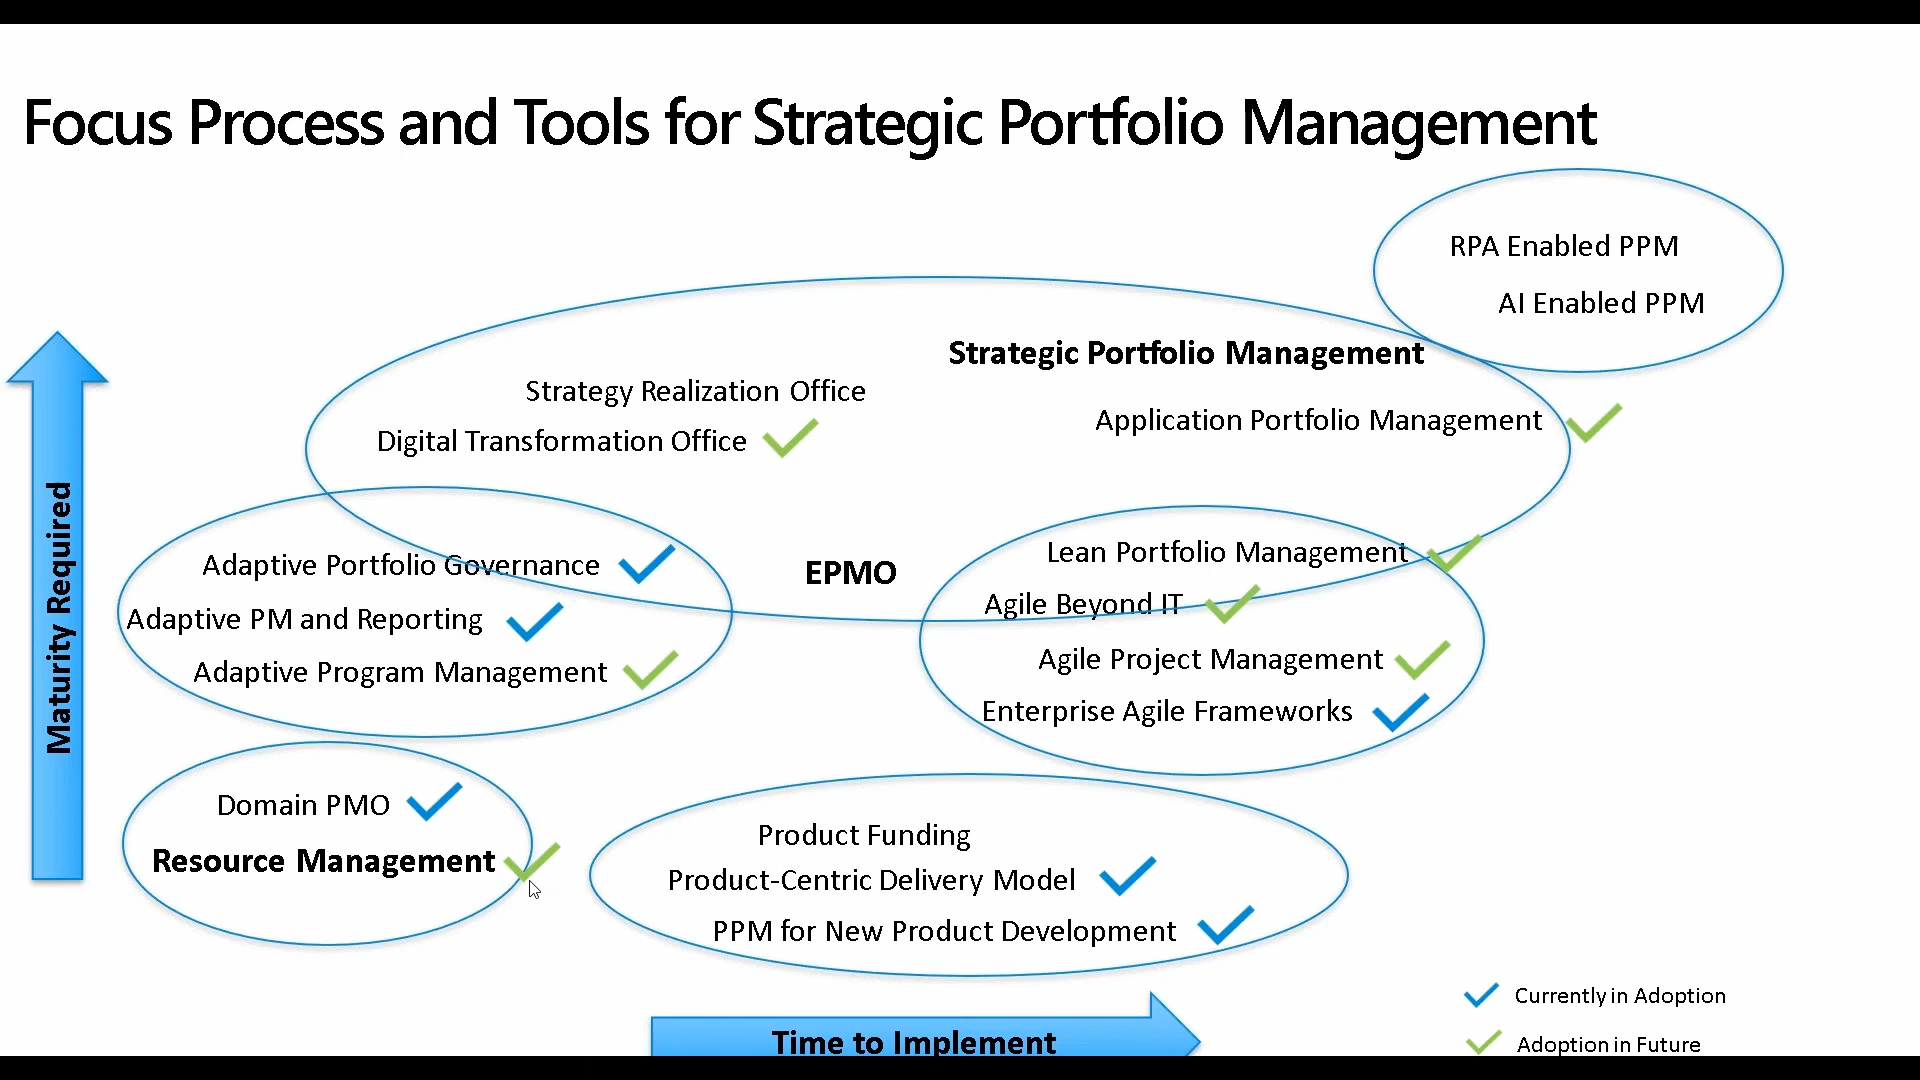 Focus Process and Tools for Strategic Portfolio Management
RPA Enabled PPM
AI Enabled PPM
Strategic Portfolio Management
Strategy Realization Office
Application Portfolio Management
Digital Transformation Office
Maturity Required
Adaptive Portfolio Governance
EPMO
Lean Portfolio Management
Adaptive PM and Reporting
Agile Beyond IT
Adaptive Program Management
Agile Project Management
Enterprise Agile Frameworks
Domain PMO
Resource Management
Product Funding
Product-Centric Delivery Model
PPM for New Product Development
Currently in Adoption
Time to Implement
Adoption in Future